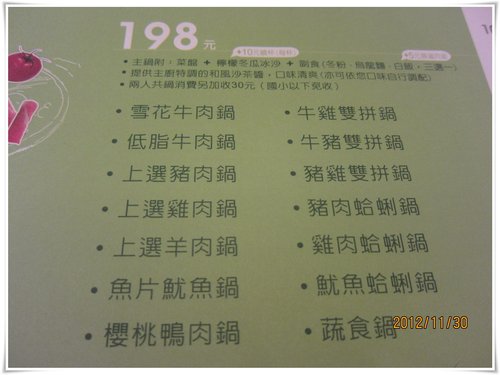 198元
+10元續杯(每杯)
• 主鍋附：菜盤 + 檸檬冬瓜冰沙 + 副食(冬粉．烏龍麵．白飯，三選一)
• 提供主廚特調的和風沙茶醬，口味清爽(亦可依您口味自行調配)
• 兩人共鍋消費另加收30元（國小以下免收）
• 雪花牛肉鍋
• 低脂牛肉鍋
• 上選豬肉鍋
• 上選雞肉鍋
• 上選羊肉鍋
• 魚片魷魚鍋
• 櫻桃鴨肉鍋
• 牛雞雙拼鍋
• 牛豬雙拼鍋
• 豬雞雙拼鍋
• 豬肉蛤蜊鍋
• 雞肉蛤蜊鍋
• 魷魚蛤蜊鍋
• 蔬食鍋
2012/11/30